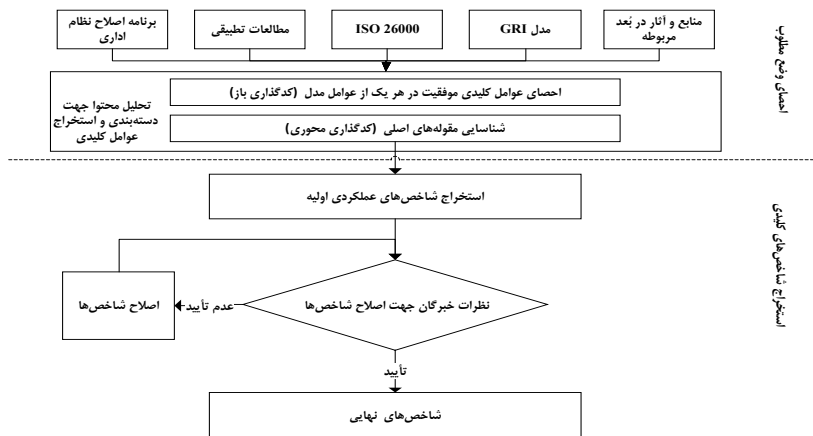 منابع و آثار در بُعد
مربوطه
مدل GRI
ISO 26000
مطالعات تطبیقی
برنامه اصلاح نظام
اداری
احصای وضع مطلوب
احصای عوامل کلیدی موفقیت در هر یک از عوامل مدل (کدگذاری باز)
شناسایی مقوله‌های اصلی (کدگذاری محوری)
تحلیل محتوا جهت
دسته‌بندی و استخراج
عوامل کلیدی
استخراج شاخص‌های کلیدی
استخراج شاخص‌های عملکردی اولیه
نظرات خبرگان جهت اصلاح شاخص‌ها
عدم تأیید
اصلاح شاخص‌ها
تأیید
شاخص‌های نهایی